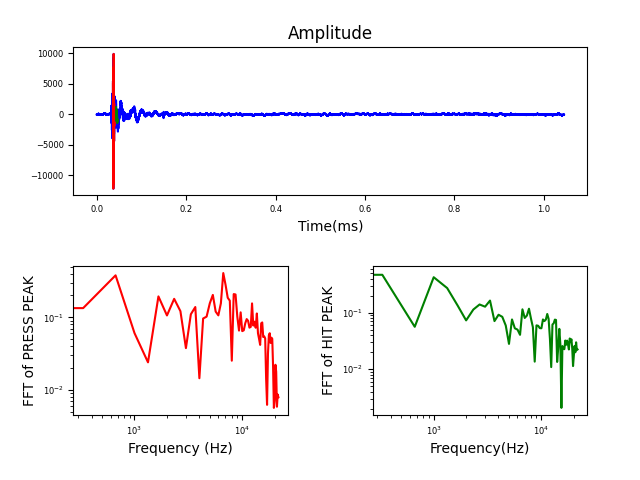 Amplitude
10000
5000
0
−5000
−10000
0.0 0.2 0.4 0.6 0.8 1.0
Time(ms)
FFT of PRESS PEAK
10⁻¹
10⁻²
10³ 10⁴
Frequency (Hz)
FFT of HIT PEAK
10⁻¹
10⁻²
10³ 10⁴
Frequency(Hz)